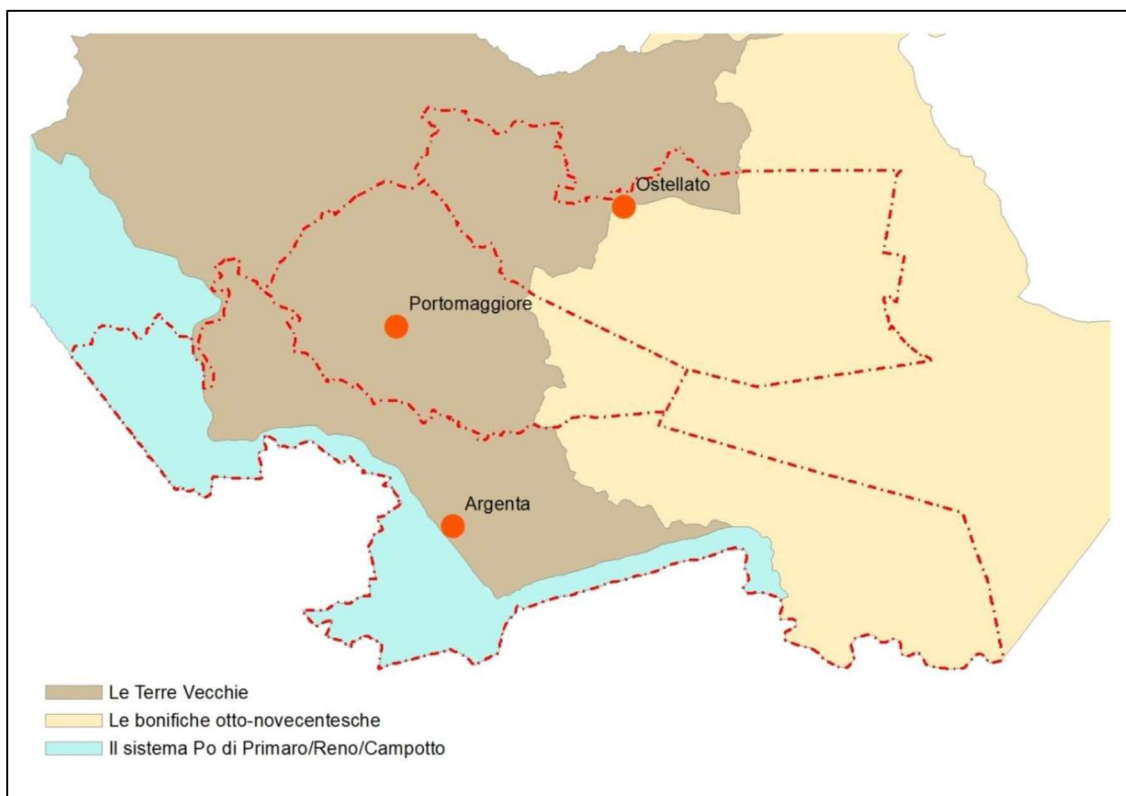 Ostellato
Portomaggiore
Argenta
Le Terre Vecchie
Le bonifiche otto-novecentesche
Il sistema Po di Primaro/Reno/Campotto